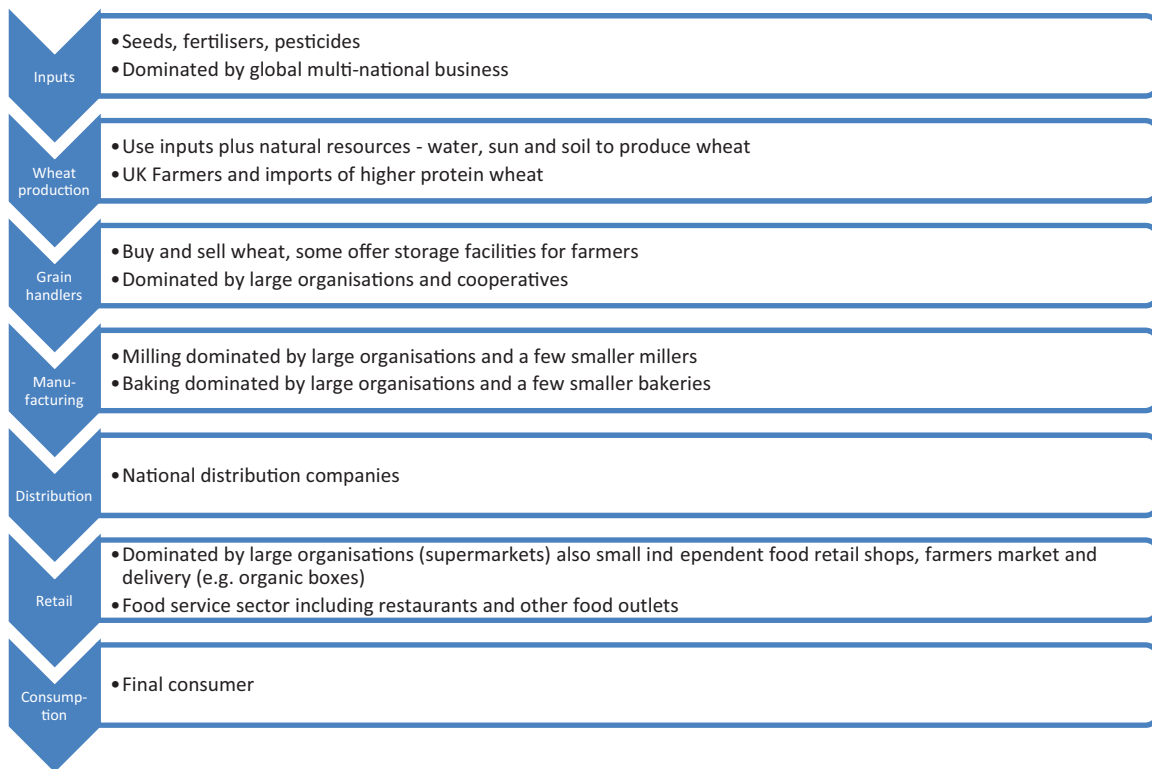 Inputs
•Seeds, fertilisers, pesticides
•Dominated by global multi-national business
Wheat
production
•Use inputs plus natural resources - water, sun and soil to produce wheat
•UK Farmers and imports of higher protein wheat
Grain
handlers
•Buy and sell wheat, some offer storage facilities for farmers
•Dominated by large organisations and cooperatives
Manu-
facturing
•Milling dominated by large organisations and a few smaller millers
•Baking dominated by large organisations and a few smaller bakeries
Distribution
•National distribution companies
Retail
•Dominated by large organisations (supermarkets) also small ind ependent food retail shops, farmers market and
delivery (e.g. organic boxes)
•Food service sector including restaurants and other food outlets
Consump-
tion
•Final consumer